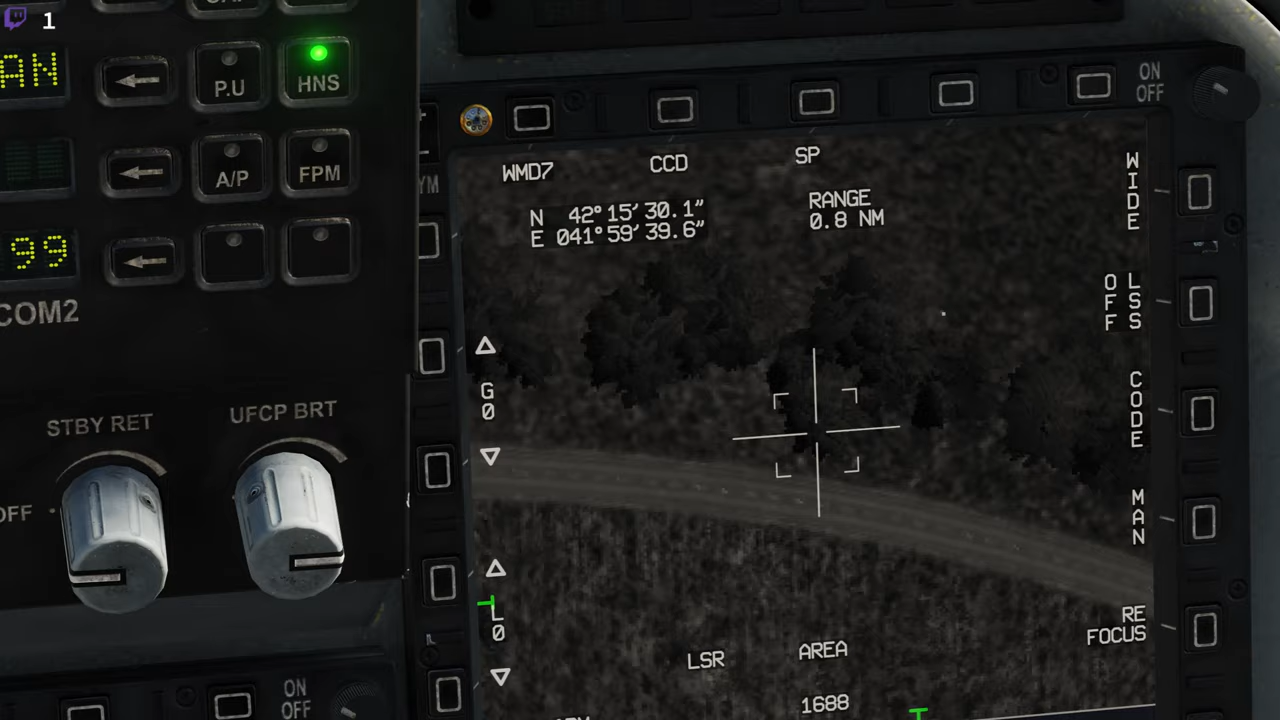 1
AN
P.U
HNS
A/P
FPM
99
COM2
STBY RET
UFCP BRT
OFF
ON
OFF
ON
OFF
YM
WMD7
CCD
SP
N 42°15'30.1"
E 041°59'39.6"
RANGE
0.8 NM
WIDE
LSS
OFF
G
0
CODE
MAN
L
0
RE
FOCUS
LSR
AREA
1688